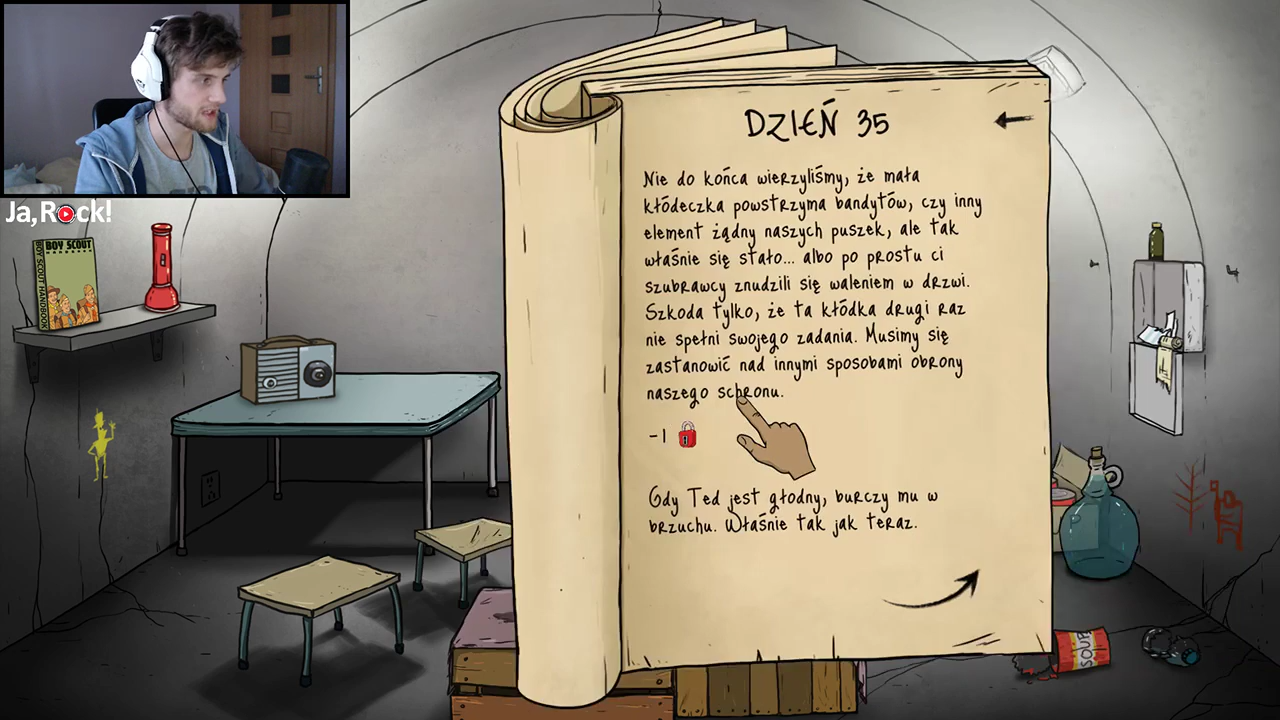 Ja, Rock!
BOY SCOUT
BOY SCOUT HANDBOOK
DZIEŃ 35
Nie do końca wierzyliśmy, że mała
kłódeczka powstrzyma bandytów, czy inny
element żądny naszych puszek, ale tak
właśnie się stało... albo po prostu ci
szubrawcy znudzili się waleniem w drzwi.
Szkoda tylko, że ta kłódka drugi raz
nie spełni swojego zadania. Musimy się
zastanowić nad innymi sposobami obrony
naszego schronu.
-1
Gdy Ted jest głodny, burczy mu w
brzuchu. Właśnie tak jak teraz.
SOUP